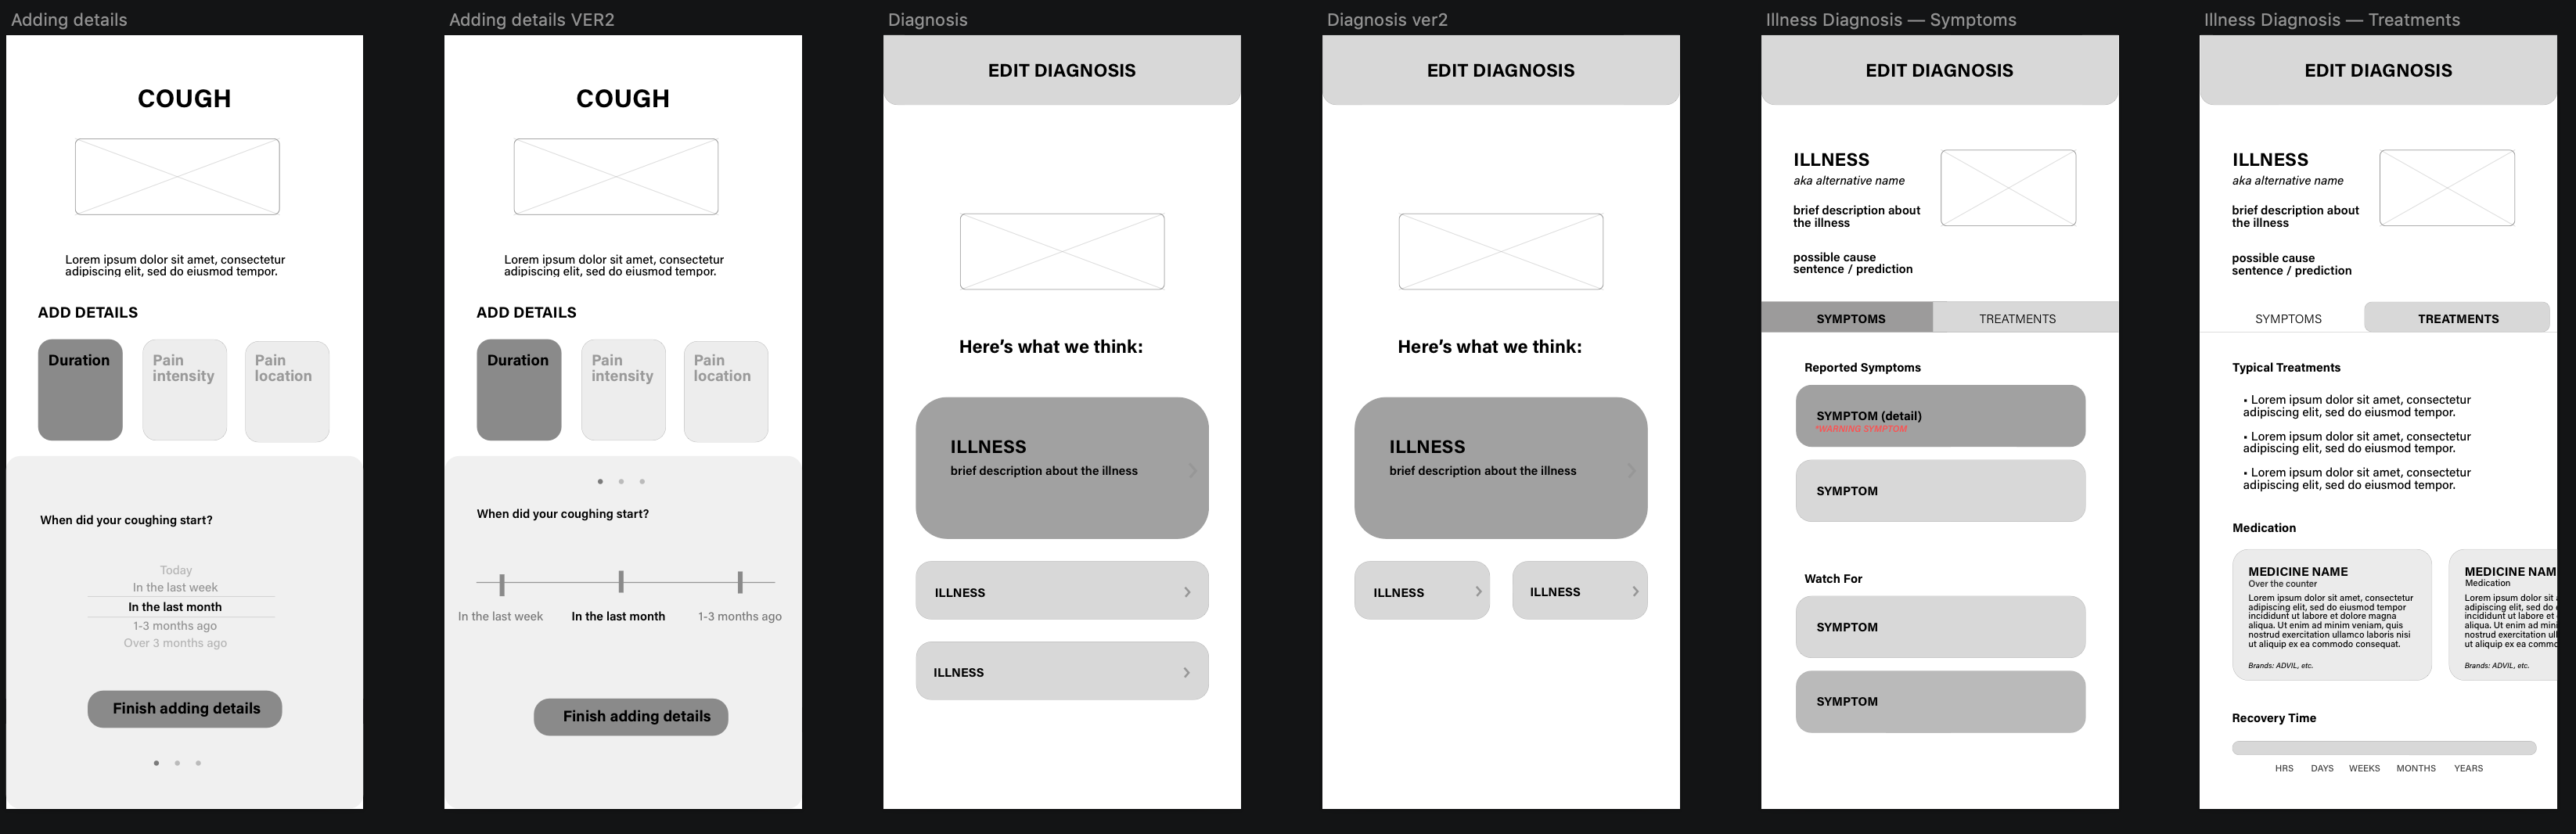 Adding details
COUGH
Lorem ipsum dolor sit amet, consectetur
adipiscing elit, sed do eiusmod tempor.
ADD DETAILS
Duration
Pain
intensity
Pain
location
When did your coughing start?
Today
In the last week
In the last month
1-3 months ago
Over 3 months ago
Finish adding details
Adding details VER2
COUGH
Lorem ipsum dolor sit amet, consectetur
adipiscing elit, sed do eiusmod tempor.
ADD DETAILS
Duration
Pain
intensity
Pain
location
When did your coughing start?
In the last week
In the last month
1-3 months ago
Finish adding details
Diagnosis
EDIT DIAGNOSIS
Here’s what we think:
ILLNESS
brief description about the illness
ILLNESS
ILLNESS
Diagnosis ver2
EDIT DIAGNOSIS
Here’s what we think:
ILLNESS
brief description about the illness
ILLNESS
ILLNESS
Illness Diagnosis — Symptoms
EDIT DIAGNOSIS
ILLNESS
aka alternative name
brief description about
the illness
possible cause
sentence / prediction
SYMPTOMS
TREATMENTS
Reported Symptoms
SYMPTOM (detail)
*WARNING SYMPTOM
SYMPTOM
Watch For
SYMPTOM
SYMPTOM
Illness Diagnosis — Treatments
EDIT DIAGNOSIS
ILLNESS
aka alternative name
brief description about
the illness
possible cause
sentence / prediction
SYMPTOMS
TREATMENTS
Typical Treatments
• Lorem ipsum dolor sit amet, consectetur
adipiscing elit, sed do eiusmod tempor.
• Lorem ipsum dolor sit amet, consectetur
adipiscing elit, sed do eiusmod tempor.
• Lorem ipsum dolor sit amet, consectetur
adipiscing elit, sed do eiusmod tempor.
Medication
MEDICINE NAME
Over the counter
Lorem ipsum dolor sit amet, consectetur
adipiscing elit, sed do eiusmod tempor
incididunt ut labore et dolore magna
aliqua. Ut enim ad minim veniam, quis
nostrud exercitation ullamco laboris nisi
ut aliquip ex ea commodo consequat.
Brands: ADVIL, etc.
MEDICINE NAM
Medication
Lorem ipsum dolor sit
adipiscing elit, sed do
incididunt ut labore et
aliqua. Ut enim ad
nostrud exercitation
ut aliquip ex ea
Brands: ADVIL, etc.
Recovery Time
HRS
DAYS
WEEKS
MONTHS
YEARS